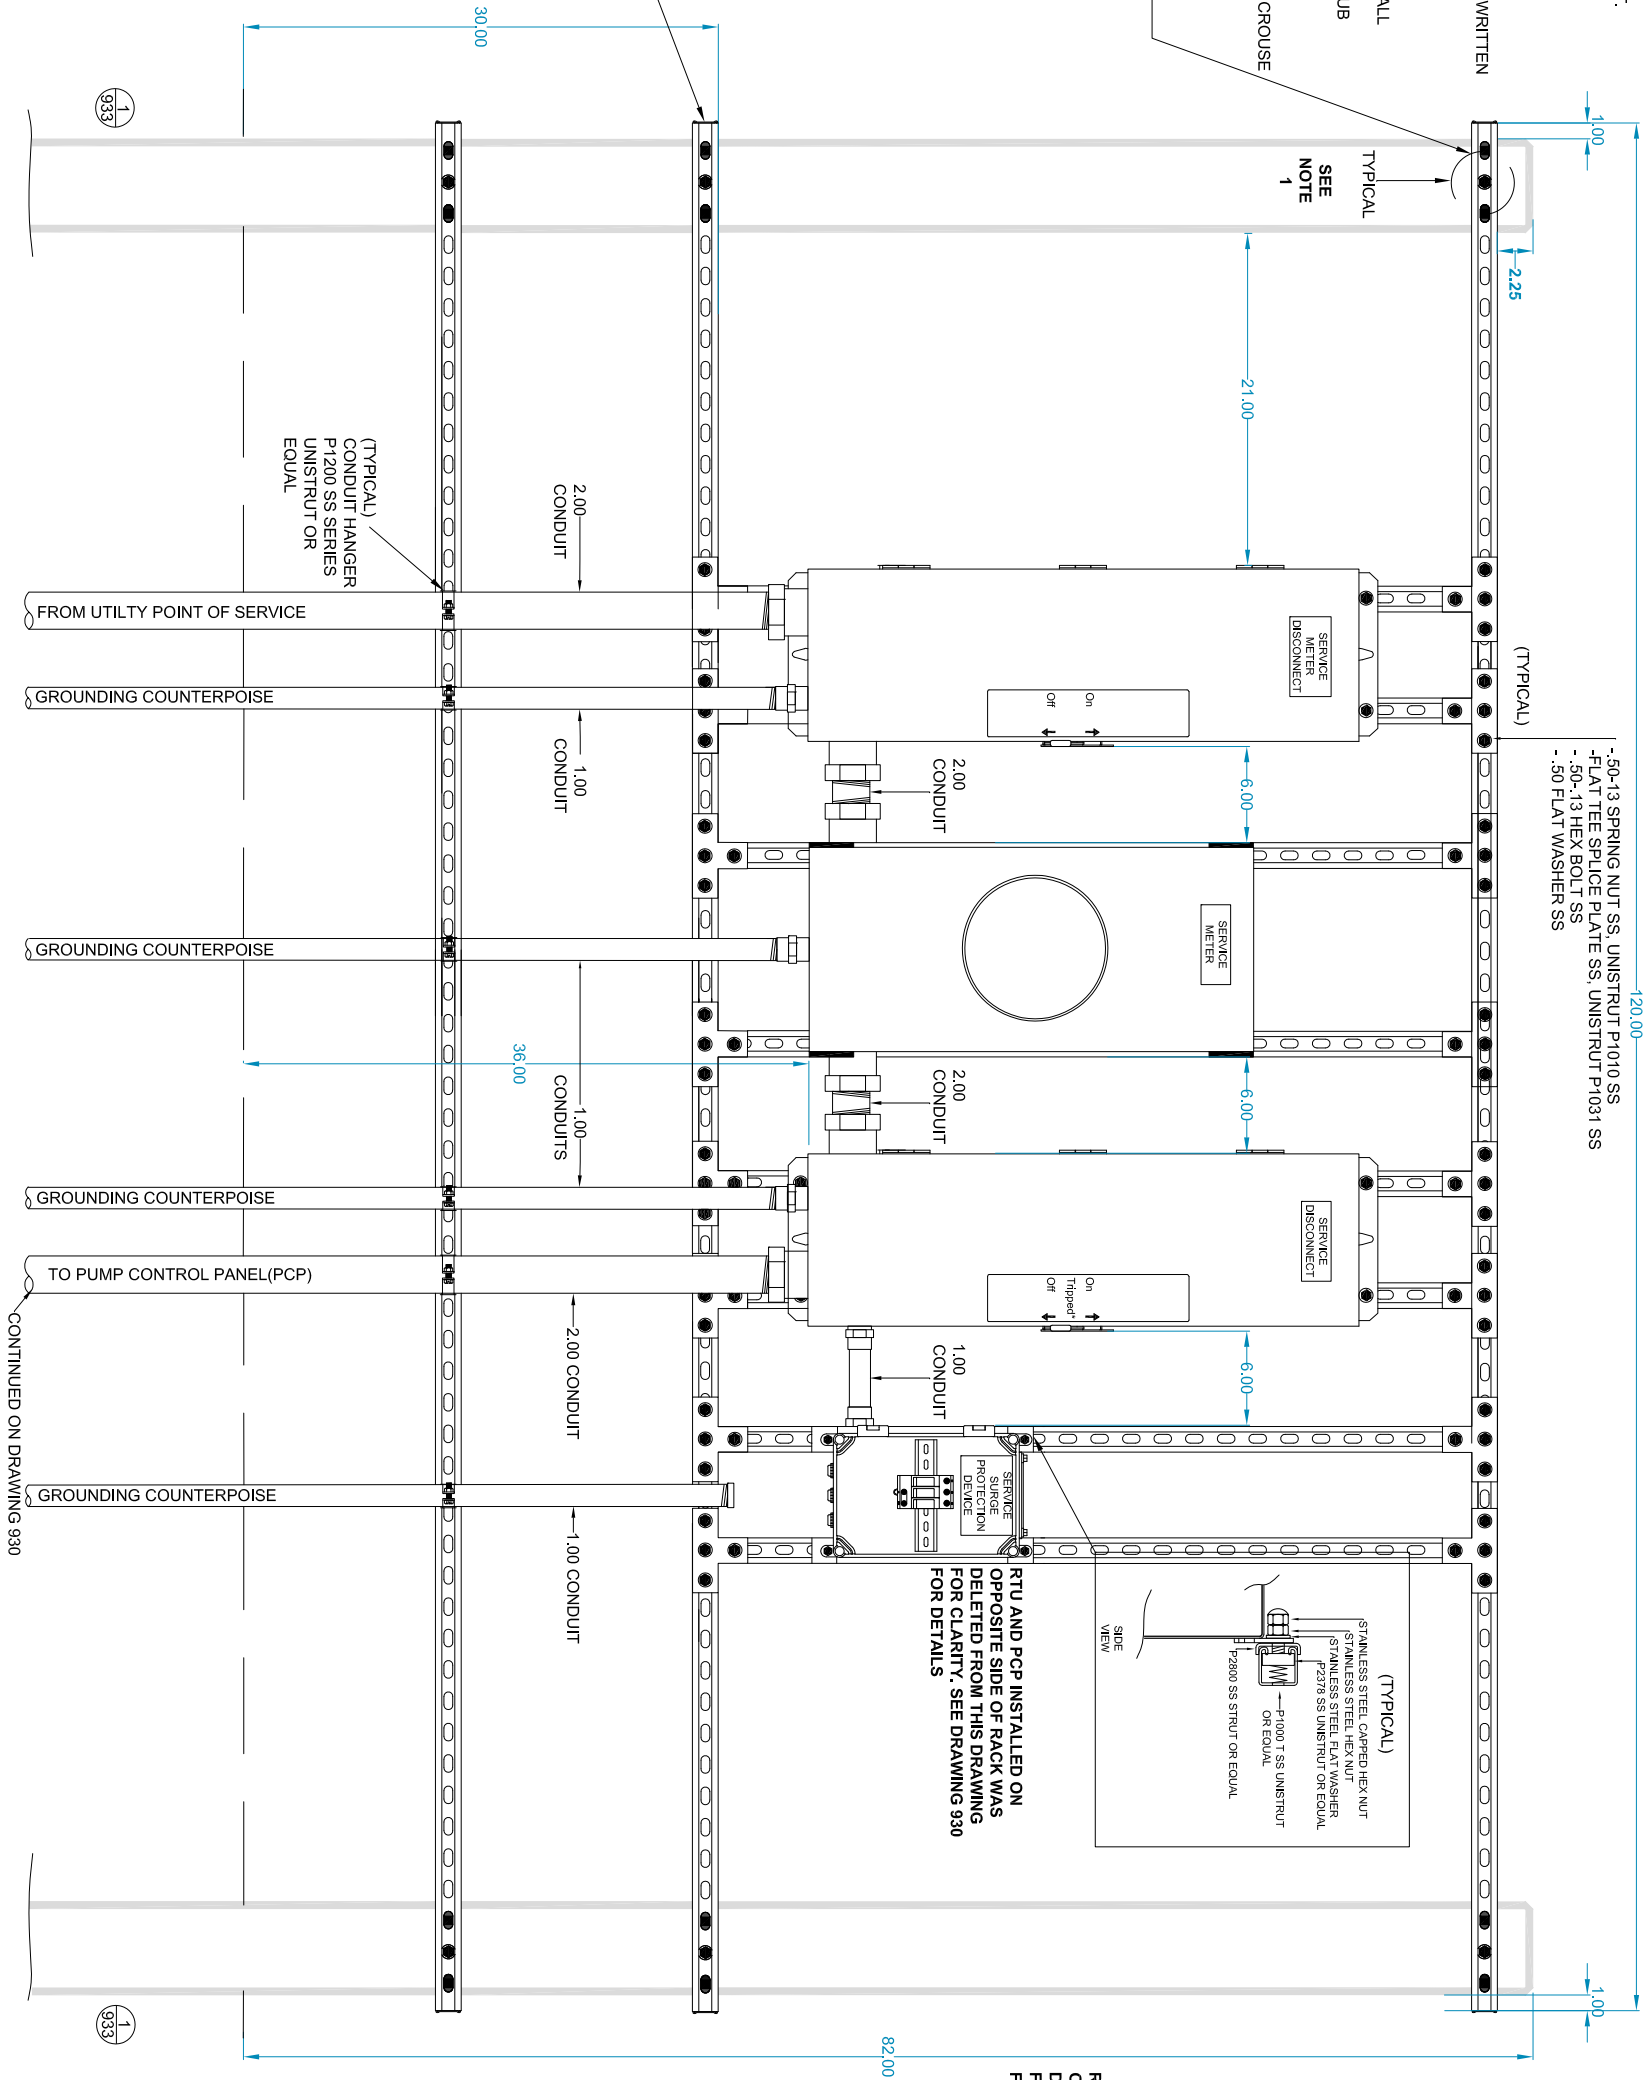 WRITTEN
ALL
UB
CROUSE
120.00
1.00
1.00
2.25
30.00
SEE
NOTE
1
TYPICAL
21.00
(TYPICAL)
-.50-13 SPRING NUT SS, UNISTRUT P1010 SS
-FLAT TEE SPLICE PLATE SS, UNISTRUT P1031 SS
-.50-.13 HEX BOLT SS
-.50 FLAT WASHER SS
SERVICE
METER
DISCONNECT
On
Off
6.00
2.00
CONDUIT
SERVICE
METER
6.00
2.00
CONDUIT
SERVICE
DISCONNECT
On
Tripped*
Off
6.00
1.00
CONDUIT
SERVICE
SURGE
PROTECTION
DEVICE
(TYPICAL)
STAINLESS STEEL CAPPED HEX NUT
STAINLESS STEEL HEX NUT
STAINLESS STEEL FLAT WASHER
P2378 SS UNISTRUT OR EQUAL
P1000 T SS UNISTRUT
OR EQUAL
P2800 SS STRUT OR EQUAL
SIDE
VIEW
RTU AND PCP INSTALLED ON
OPPOSITE SIDE OF RACK WAS
DELETED FROM THIS DRAWING
FOR CLARITY. SEE DRAWING 930
FOR DETAILS
82.00
36.00
2.00
CONDUIT
1.00
CONDUIT
1.00
CONDUITS
2.00 CONDUIT
1.00 CONDUIT
(TYPICAL)
CONDUIT HANGER
P1200 SS SERIES
UNISTRUT OR
EQUAL
FROM UTILTY POINT OF SERVICE
GROUNDING COUNTERPOISE
GROUNDING COUNTERPOISE
GROUNDING COUNTERPOISE
TO PUMP CONTROL PANEL(PCP)
GROUNDING COUNTERPOISE
CONTINUED ON DRAWING 930
1
933
1
933